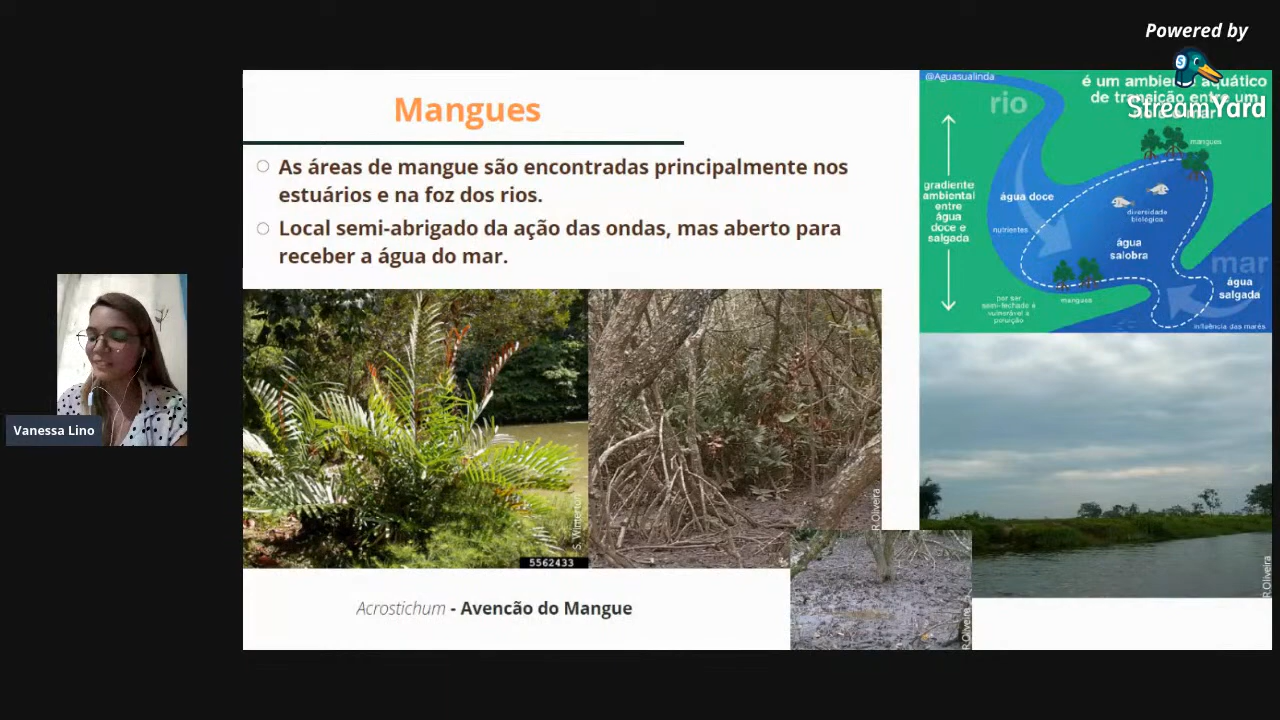 Powered by
StreamYard
Mangues
As áreas de mangue são encontradas principalmente nos
estuários e na foz dos rios.
Local semi-abrigado da ação das ondas, mas aberto para
receber a água do mar.
@Aguasualinda
é um ambiente aquático
de transição entre um
rio e o mar
rio
gradiente
ambiental
entre
água
doce e
salgada
água doce
nutrientes
mangues
diversidade
biológica
água
salobra
mar
água
salgada
mangues
por ser
semi-fechado é
vulnerável à
poluição
influência das marés
Vanessa Lino
S. Winterton
5562433
R.Oliveira
R.Oliveira
R.Oliveira
Acrostichum - Avencão do Mangue